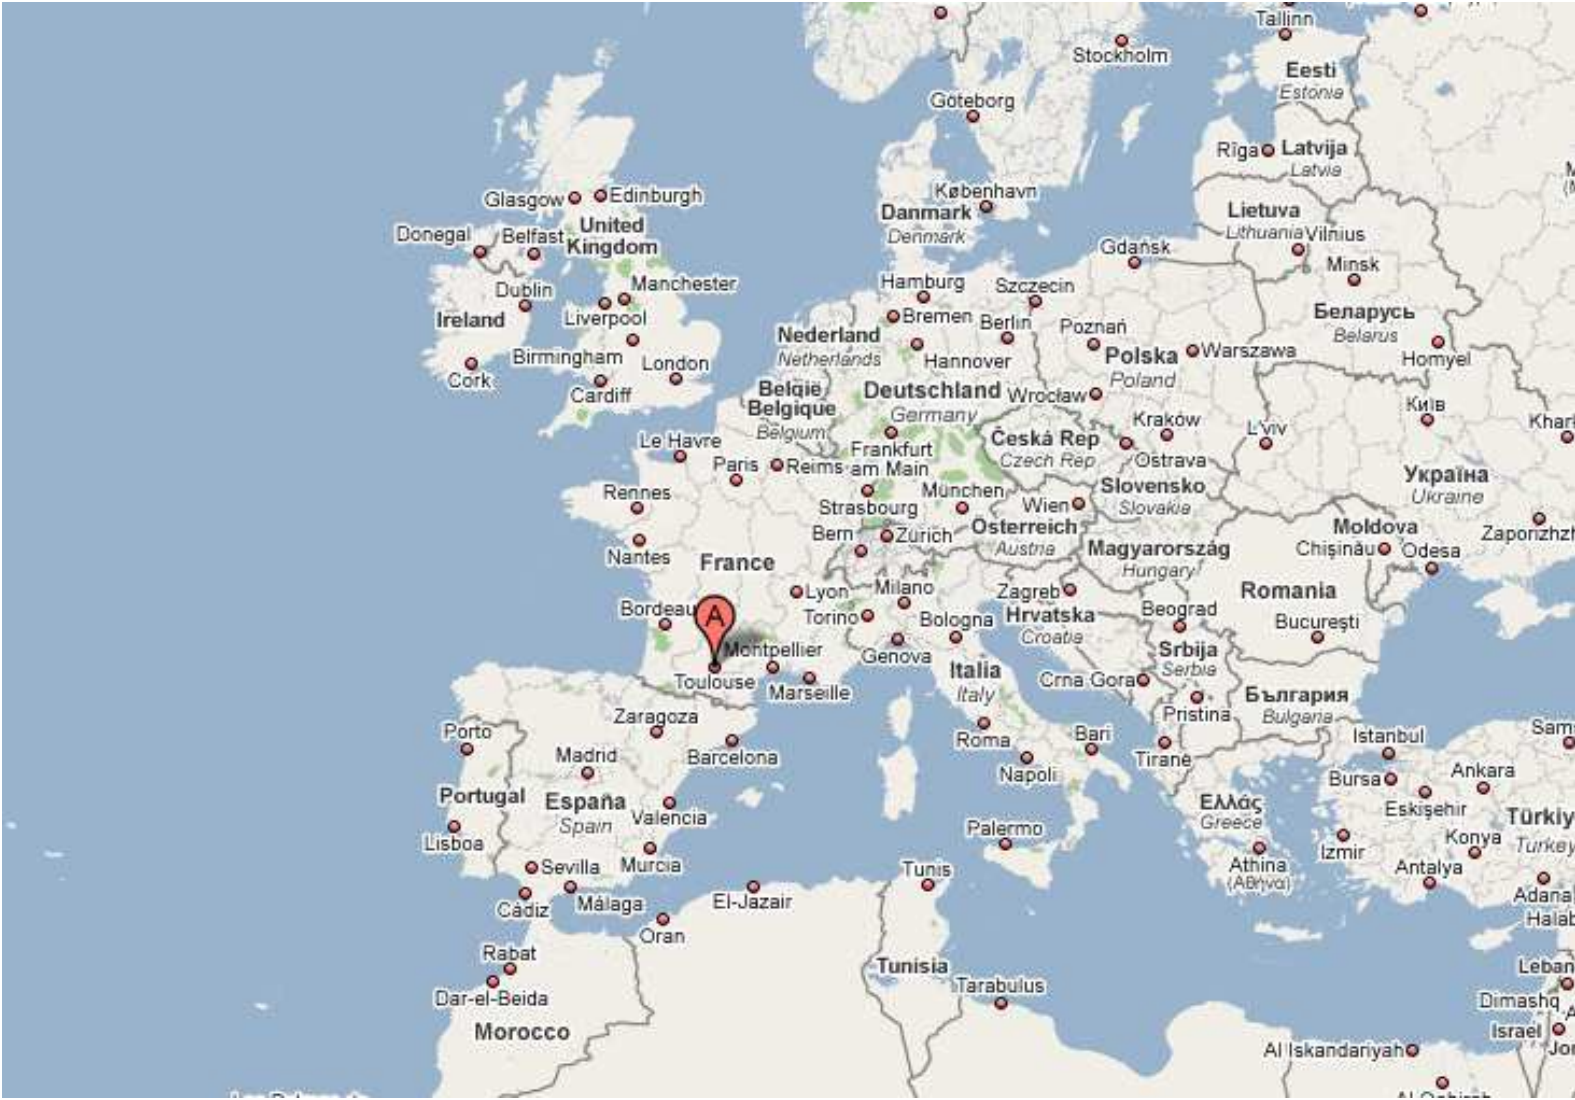 Tallinn
Stockholm
Eesti
Estonia
Göteborg
Rīga
Latvija
Latvia
Glasgow
Edinburgh
København
Danmark
Denmark
Lietuva
Lithuania
Vilnius
United
Kingdom
Donegal
Belfast
Gdańsk
Minsk
Dublin
Manchester
Hamburg
Szczecin
Ireland
Liverpool
Bremen
Berlin
Poznań
Беларусь
Belarus
Nederland
Netherlands
Hannover
Polska
Poland
Warszawa
Homyel
Birmingham
London
Cork
Cardiff
België
Belgique
Belgium
Deutschland
Germany
Wrocław
Київ
Khark
Kraków
L'viv
Le Havre
Paris
Reims
Frankfurt
am Main
Česká Rep
Czech Rep
Ostrava
Україна
Ukraine
Rennes
Strasbourg
München
Wien
Slovensko
Slovakia
Nantes
Bern
Zürich
Österreich
Austria
Magyarország
Hungary
Moldova
Chișinău
Odesa
Zaporizhzh
France
Lyon
Milano
Zagreb
Romania
Bordeau
A
Torino
Bologna
Hrvatska
Croatia
Beograd
București
Montpellier
Genova
Toulouse
Marseille
Italia
Italy
Crna Gora
Srbija
Serbia
България
Bulgaria
Pristina
Zaragoza
Porto
Madrid
Barcelona
Roma
Napoli
Bari
Tiranë
Istanbul
Sams
Bursa
Ankara
Eskişehir
Portugal
España
Spain
Valencia
Lisboa
Ελλάς
Greece
Türkiy
Turkey
Palermo
Izmir
Konya
Sevilla
Murcia
Tunis
Athina
(Αθήνα)
Antalya
Adana
Cádiz
Málaga
El-Jazair
Halab
Oran
Rabat
Tunisia
Leban
Dar-el-Beida
Tarabulus
Dimashq
Morocco
Israel
Al Iskandariyah
Jor